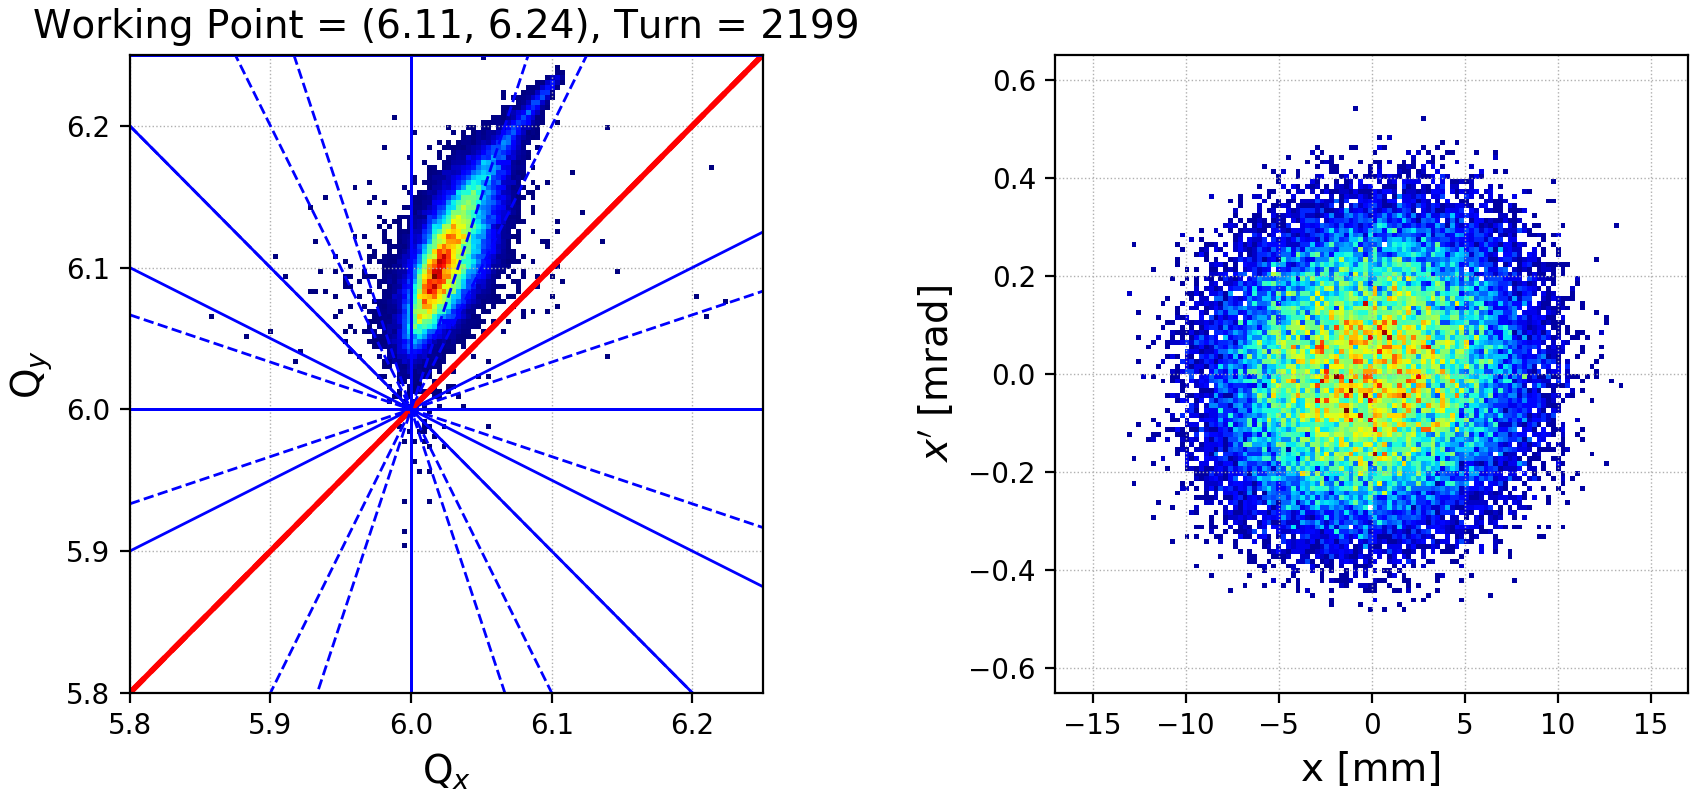 Working Point = (6.11, 6.24), Turn = 2199
6.2
6.1
6.0
5.9
5.8
Qy
5.8 5.9 6.0 6.1 6.2
Qx
0.6
0.4
0.2
0.0
−0.2
−0.4
−0.6
x′ [mrad]
−15 −10 −5 0 5 10 15
x [mm]